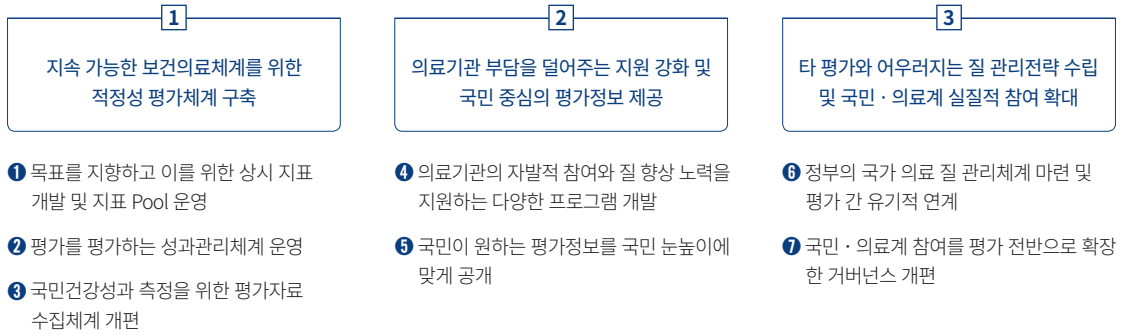 1
지속 가능한 보건의료체계를 위한
적정성 평가체계 구축
❶ 목표를 지향하고 이를 위한 상시 지표
개발 및 지표 Pool 운영
❷ 평가를 평가하는 성과관리체계 운영
❸ 국민건강성과 측정을 위한 평가자료
수집체계 개편
2
의료기관 부담을 덜어주는 지원 강화 및
국민 중심의 평가정보 제공
❹ 의료기관의 자발적 참여와 질 향상 노력을
지원하는 다양한 프로그램 개발
❺ 국민이 원하는 평가정보를 국민 눈높이에
맞게 공개
3
타 평가와 어우러지는 질 관리전략 수립
및 국민 · 의료계 실질적 참여 확대
❻ 정부의 국가 의료 질 관리체계 마련 및
평가 간 유기적 연계
❼ 국민 · 의료계 참여를 평가 전반으로 확장
한 거버넌스 개편